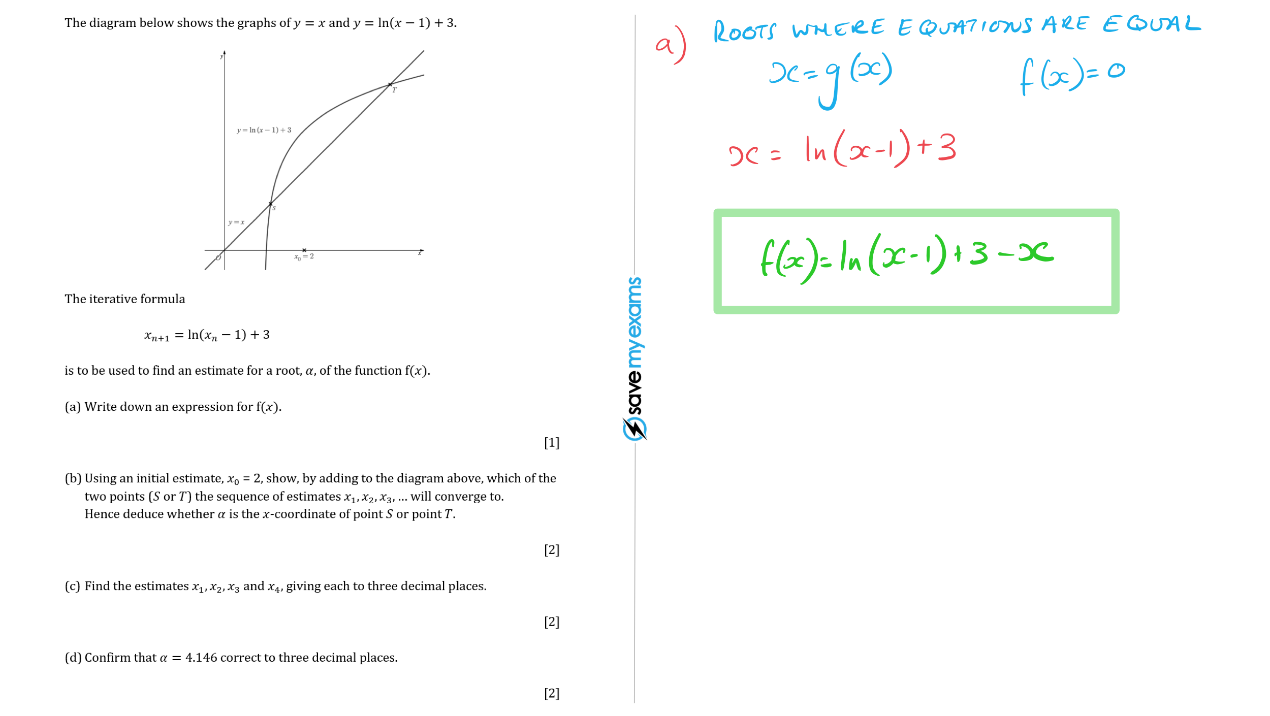 The diagram below shows the graphs of y = x and y = ln(x − 1) + 3.
y
T
y = ln(x − 1) + 3
S
y = x
O
x₀ = 2
x
The iterative formula
xₙ₊₁ = ln(xₙ − 1) + 3
is to be used to find an estimate for a root, α, of the function f(x).
(a) Write down an expression for f(x).
[1]
(b) Using an initial estimate, x₀ = 2, show, by adding to the diagram above, which of the
two points (S or T) the sequence of estimates x₁, x₂, x₃, ... will converge to.
Hence deduce whether α is the x-coordinate of point S or point T.
[2]
(c) Find the estimates x₁, x₂, x₃ and x₄, giving each to three decimal places.
[2]
(d) Confirm that α = 4.146 correct to three decimal places.
[2]
savemyexams
a) ROOTS WHERE EQUATIONS ARE EQUAL
x = g(x) f(x) = 0
x = ln(x-1)+3
f(x) = ln(x-1)+3-x